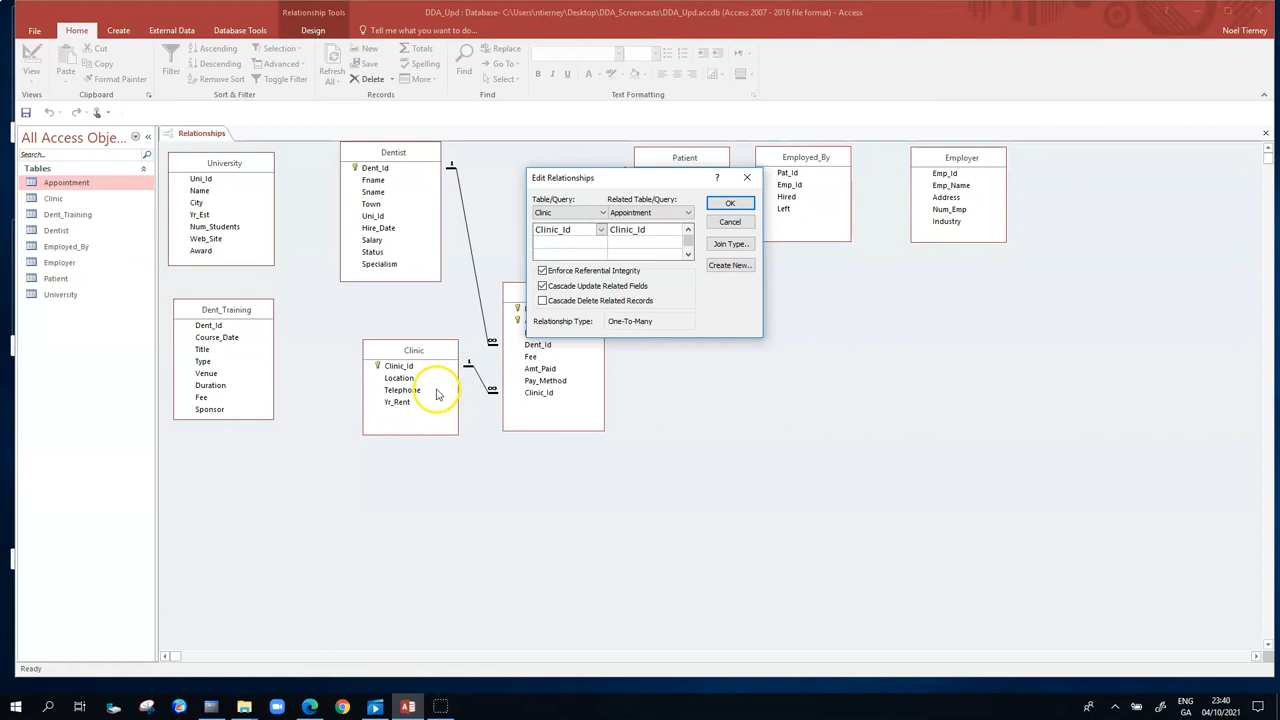 Relationship Tools
DDA_Upd : Database- C:\Users\ntierney\Desktop\DDA_Screencasts\DDA_Upd.accdb (Access 2007 - 2016 file format) - Access
File
Home
Create
External Data
Database Tools
Design
Tell me what you want to do...
Noel Tierney
View
Views
Paste
Cut
Copy
Format Painter
Clipboard
Filter
Ascending
Descending
Remove Sort
Selection
Advanced
Toggle Filter
Sort & Filter
Refresh All
New
Save
Delete
Totals
Spelling
More
Records
Find
Replace
Go To
Select
Find
B I U
Text Formatting
All Access Obje...
Search...
Tables
Appointment
Clinic
Dent_Training
Dentist
Employed_By
Employer
Patient
University
Relationships
University
Uni_Id
Name
City
Yr_Est
Num_Students
Web_Site
Award
Dent_Training
Dent_Id
Course_Date
Title
Type
Venue
Duration
Fee
Sponsor
Dentist
Dent_Id
Fname
Sname
Town
Uni_Id
Hire_Date
Salary
Status
Specialism
1
∞
Clinic
Clinic_Id
Location
Telephone
Yr_Rent
1
∞
Dent_Id
Fee
Amt_Paid
Pay_Method
Clinic_Id
Patient
Employed_By
Pat_Id
Emp_Id
Hired
Left
Employer
Emp_Id
Emp_Name
Address
Num_Emp
Industry
Edit Relationships
?
Table/Query: Related Table/Query:
Clinic Appointment
Clinic_Id Clinic_Id
Enforce Referential Integrity
Cascade Update Related Fields
Cascade Delete Related Records
Relationship Type: One-To-Many
OK
Cancel
Join Type..
Create New..
Ready
ENG
GA
23:40
04/10/2021